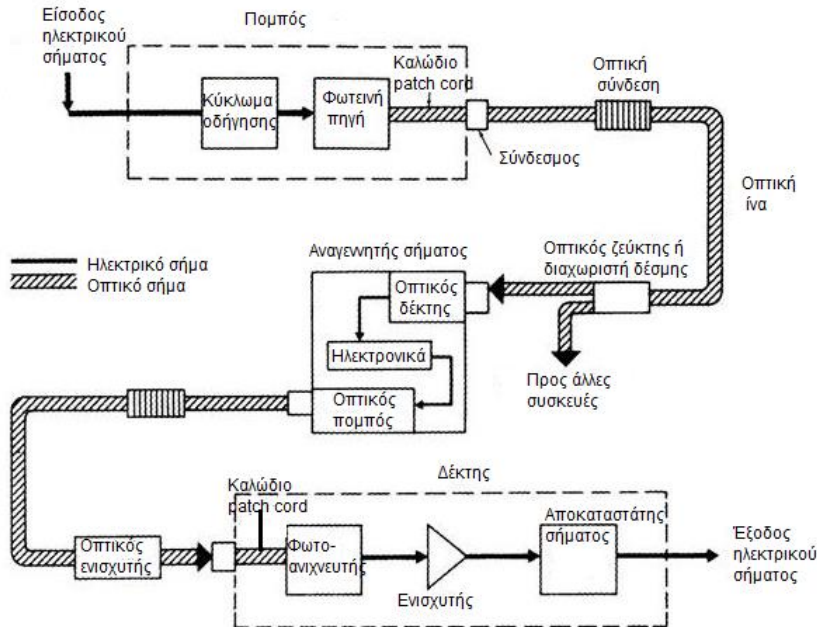 Είσοδος
ηλεκτρικού
σήματος
Πομπός
Κύκλωμα
οδήγησης
Φωτεινή
πηγή
Καλώδιο
patch cord
Οπτική
σύνδεση
Σύνδεσμος
Οπτική
ίνα
Ηλεκτρικό σήμα
Οπτικό σήμα
Αναγεννητής σήματος
Οπτικός
δέκτης
Ηλεκτρονικά
Οπτικός
πομπός
Οπτικός ζεύκτης ή
διαχωριστή δέσμης
Προς άλλες
συσκευές
Δέκτης
Καλώδιο
patch cord
Οπτικός
ενισχυτής
Φωτο-
ανιχνευτής
Ενισχυτής
Αποκαταστάτης
σήματος
Έξοδος
ηλεκτρικού
σήματος